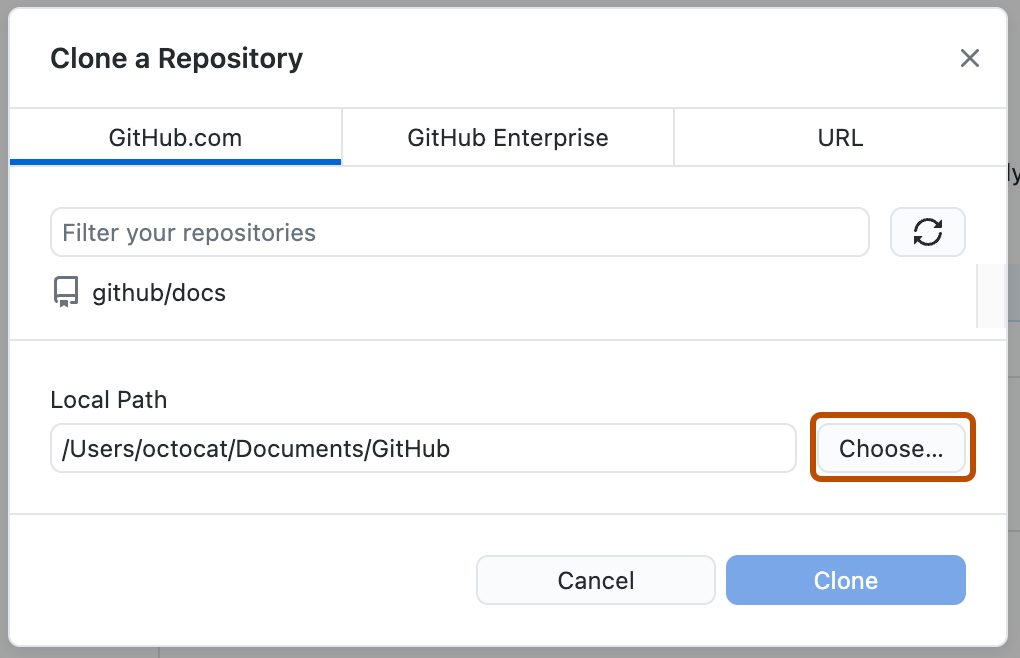 Clone a Repository
GitHub.com GitHub Enterprise URL
Filter your repositories
github/docs
Local Path
/Users/octocat/Documents/GitHub Choose...
Cancel Clone